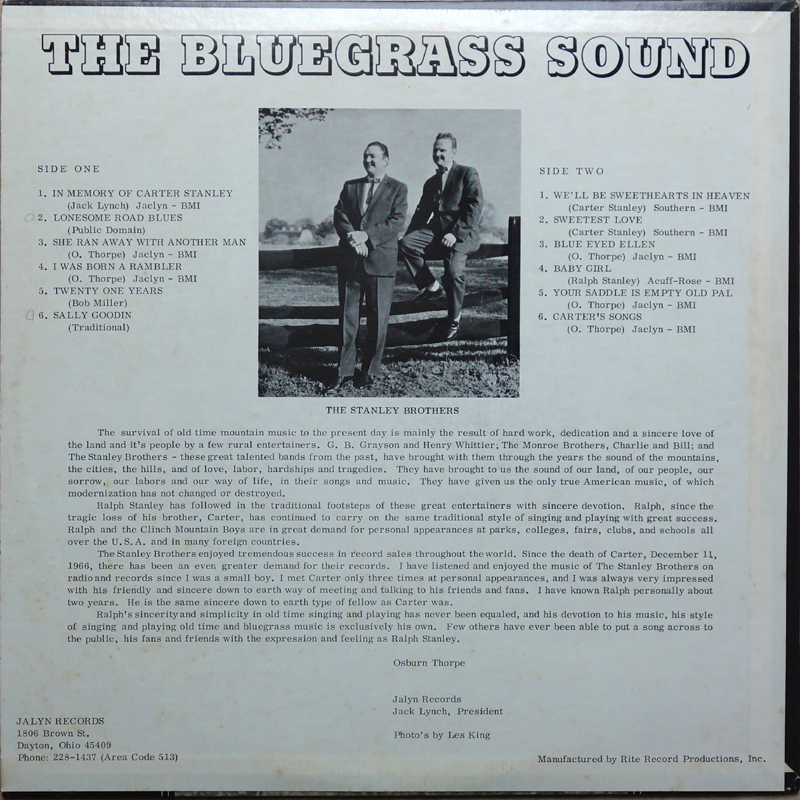 THE BLUEGRASS SOUND
SIDE ONE
1. IN MEMORY OF CARTER STANLEY
(Jack Lynch) Jaclyn - BMI
2. LONESOME ROAD BLUES
(Public Domain)
3. SHE RAN AWAY WITH ANOTHER MAN
(O. Thorpe) Jaclyn - BMI
4. I WAS BORN A RAMBLER
(O. Thorpe) Jaclyn - BMI
5. TWENTY ONE YEARS
(Bob Miller)
6. SALLY GOODIN
(Traditional)
SIDE TWO
1. WE'LL BE SWEETHEARTS IN HEAVEN
(Carter Stanley) Southern - BMI
2. SWEETEST LOVE
(Carter Stanley) Southern - BMI
3. BLUE EYED ELLEN
(O. Thorpe) Jaclyn - BMI
4. BABY GIRL
(Ralph Stanley) Acuff-Rose - BMI
5. YOUR SADDLE IS EMPTY OLD PAL
(O. Thorpe) Jaclyn - BMI
6. CARTER'S SONGS
(O. Thorpe) Jaclyn - BMI
THE STANLEY BROTHERS
The survival of old time mountain music to the present day is mainly the result of hard work, dedication and a sincere love of
the land and it's people by a few rural entertainers. G. B. Grayson and Henry Whittier; The Monroe Brothers, Charlie and Bill; and
The Stanley Brothers - these great talented bands from the past, have brought with them through the years the sound of the mountains,
the cities, the hills, and of love, labor, hardships and tragedies. They have brought to us the sound of our land, of our people, our
sorrow, our labors and our way of life, in their songs and music. They have given us the only true American music, of which
modernization has not changed or destroyed.
Ralph Stanley has followed in the traditional footsteps of these great entertainers with sincere devotion. Ralph, since the
tragic loss of his brother, Carter, has continued to carry on the same traditional style of singing and playing with great success.
Ralph and the Clinch Mountain Boys are in great demand for personal appearances at parks, colleges, fairs, clubs, and schools all
over the U.S.A. and in many foreign countries.
The Stanley Brothers enjoyed tremendous success in record sales throughout the world. Since the death of Carter, December 11,
1966, there has been an even greater demand for their records. I have listened and enjoyed the music of The Stanley Brothers on
radio and records since I was a small boy. I met Carter only three times at personal appearances, and I was always very impressed
with his friendly and sincere down to earth way of meeting and talking to his friends and fans. I have known Ralph personally about
two years. He is the same sincere down to earth type of fellow as Carter was.
Ralph's sincerity and simplicity in old time singing and playing has never been equaled, and his devotion to his music, his style
of singing and playing old time and bluegrass music is exclusively his own. Few others have ever been able to put a song across to
the public, his fans and friends with the expression and feeling as Ralph Stanley.
Osburn Thorpe
Jalyn Records
Jack Lynch, President
Photo's by Les King
JALYN RECORDS
1806 Brown St.
Dayton, Ohio 45409
Phone: 228-1437 (Area Code 513)
Manufactured by Rite Record Productions, Inc.